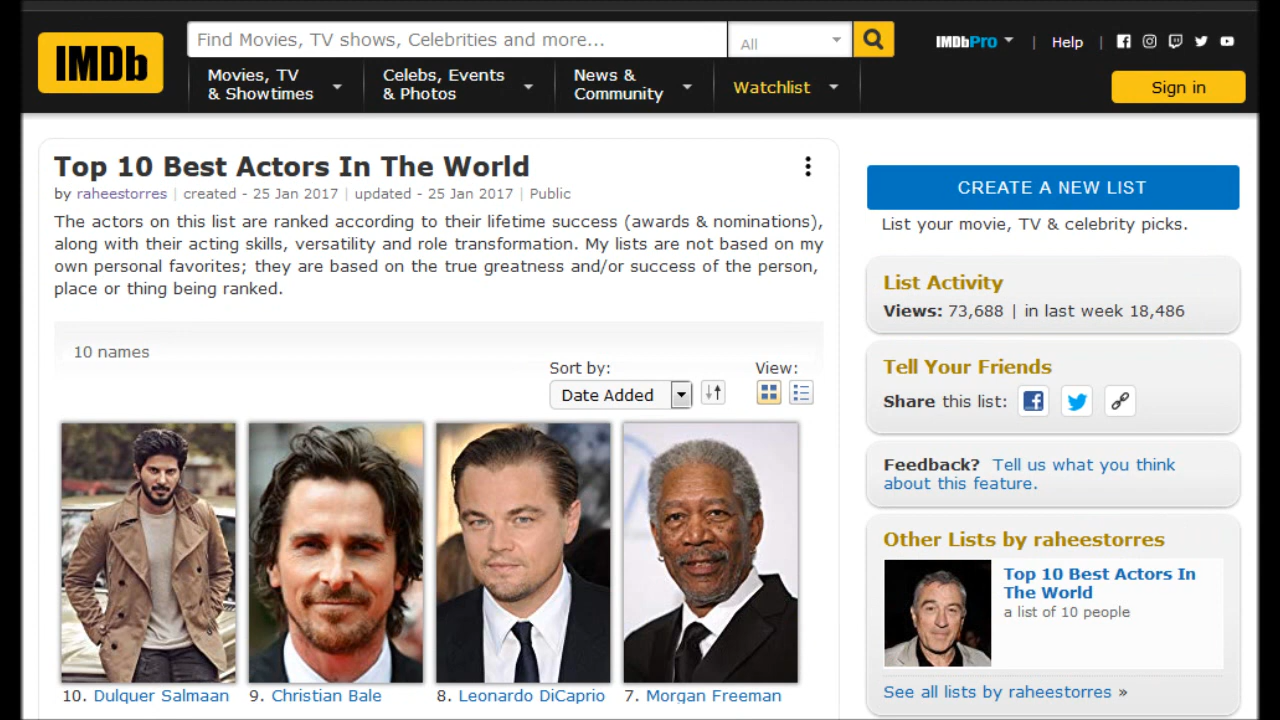 IMDb
Find Movies, TV shows, Celebrities and more...
All
IMDbPro
|
Help
|
Movies, TV
& Showtimes
Celebs, Events
& Photos
News &
Community
Watchlist
Sign in
Top 10 Best Actors In The World
by raheestorres | created - 25 Jan 2017 | updated - 25 Jan 2017 | Public
The actors on this list are ranked according to their lifetime success (awards & nominations),
along with their acting skills, versatility and role transformation. My lists are not based on my
own personal favorites; they are based on the true greatness and/or success of the person,
place or thing being ranked.
10 names
Sort by:
Date Added
View:
10. Dulquer Salmaan
9. Christian Bale
8. Leonardo DiCaprio
7. Morgan Freeman
CREATE A NEW LIST
List your movie, TV & celebrity picks.
List Activity
Views: 73,688 | in last week 18,486
Tell Your Friends
Share this list:
Feedback? Tell us what you think
about this feature.
Other Lists by raheestorres
Top 10 Best Actors In
The World
a list of 10 people
See all lists by raheestorres »